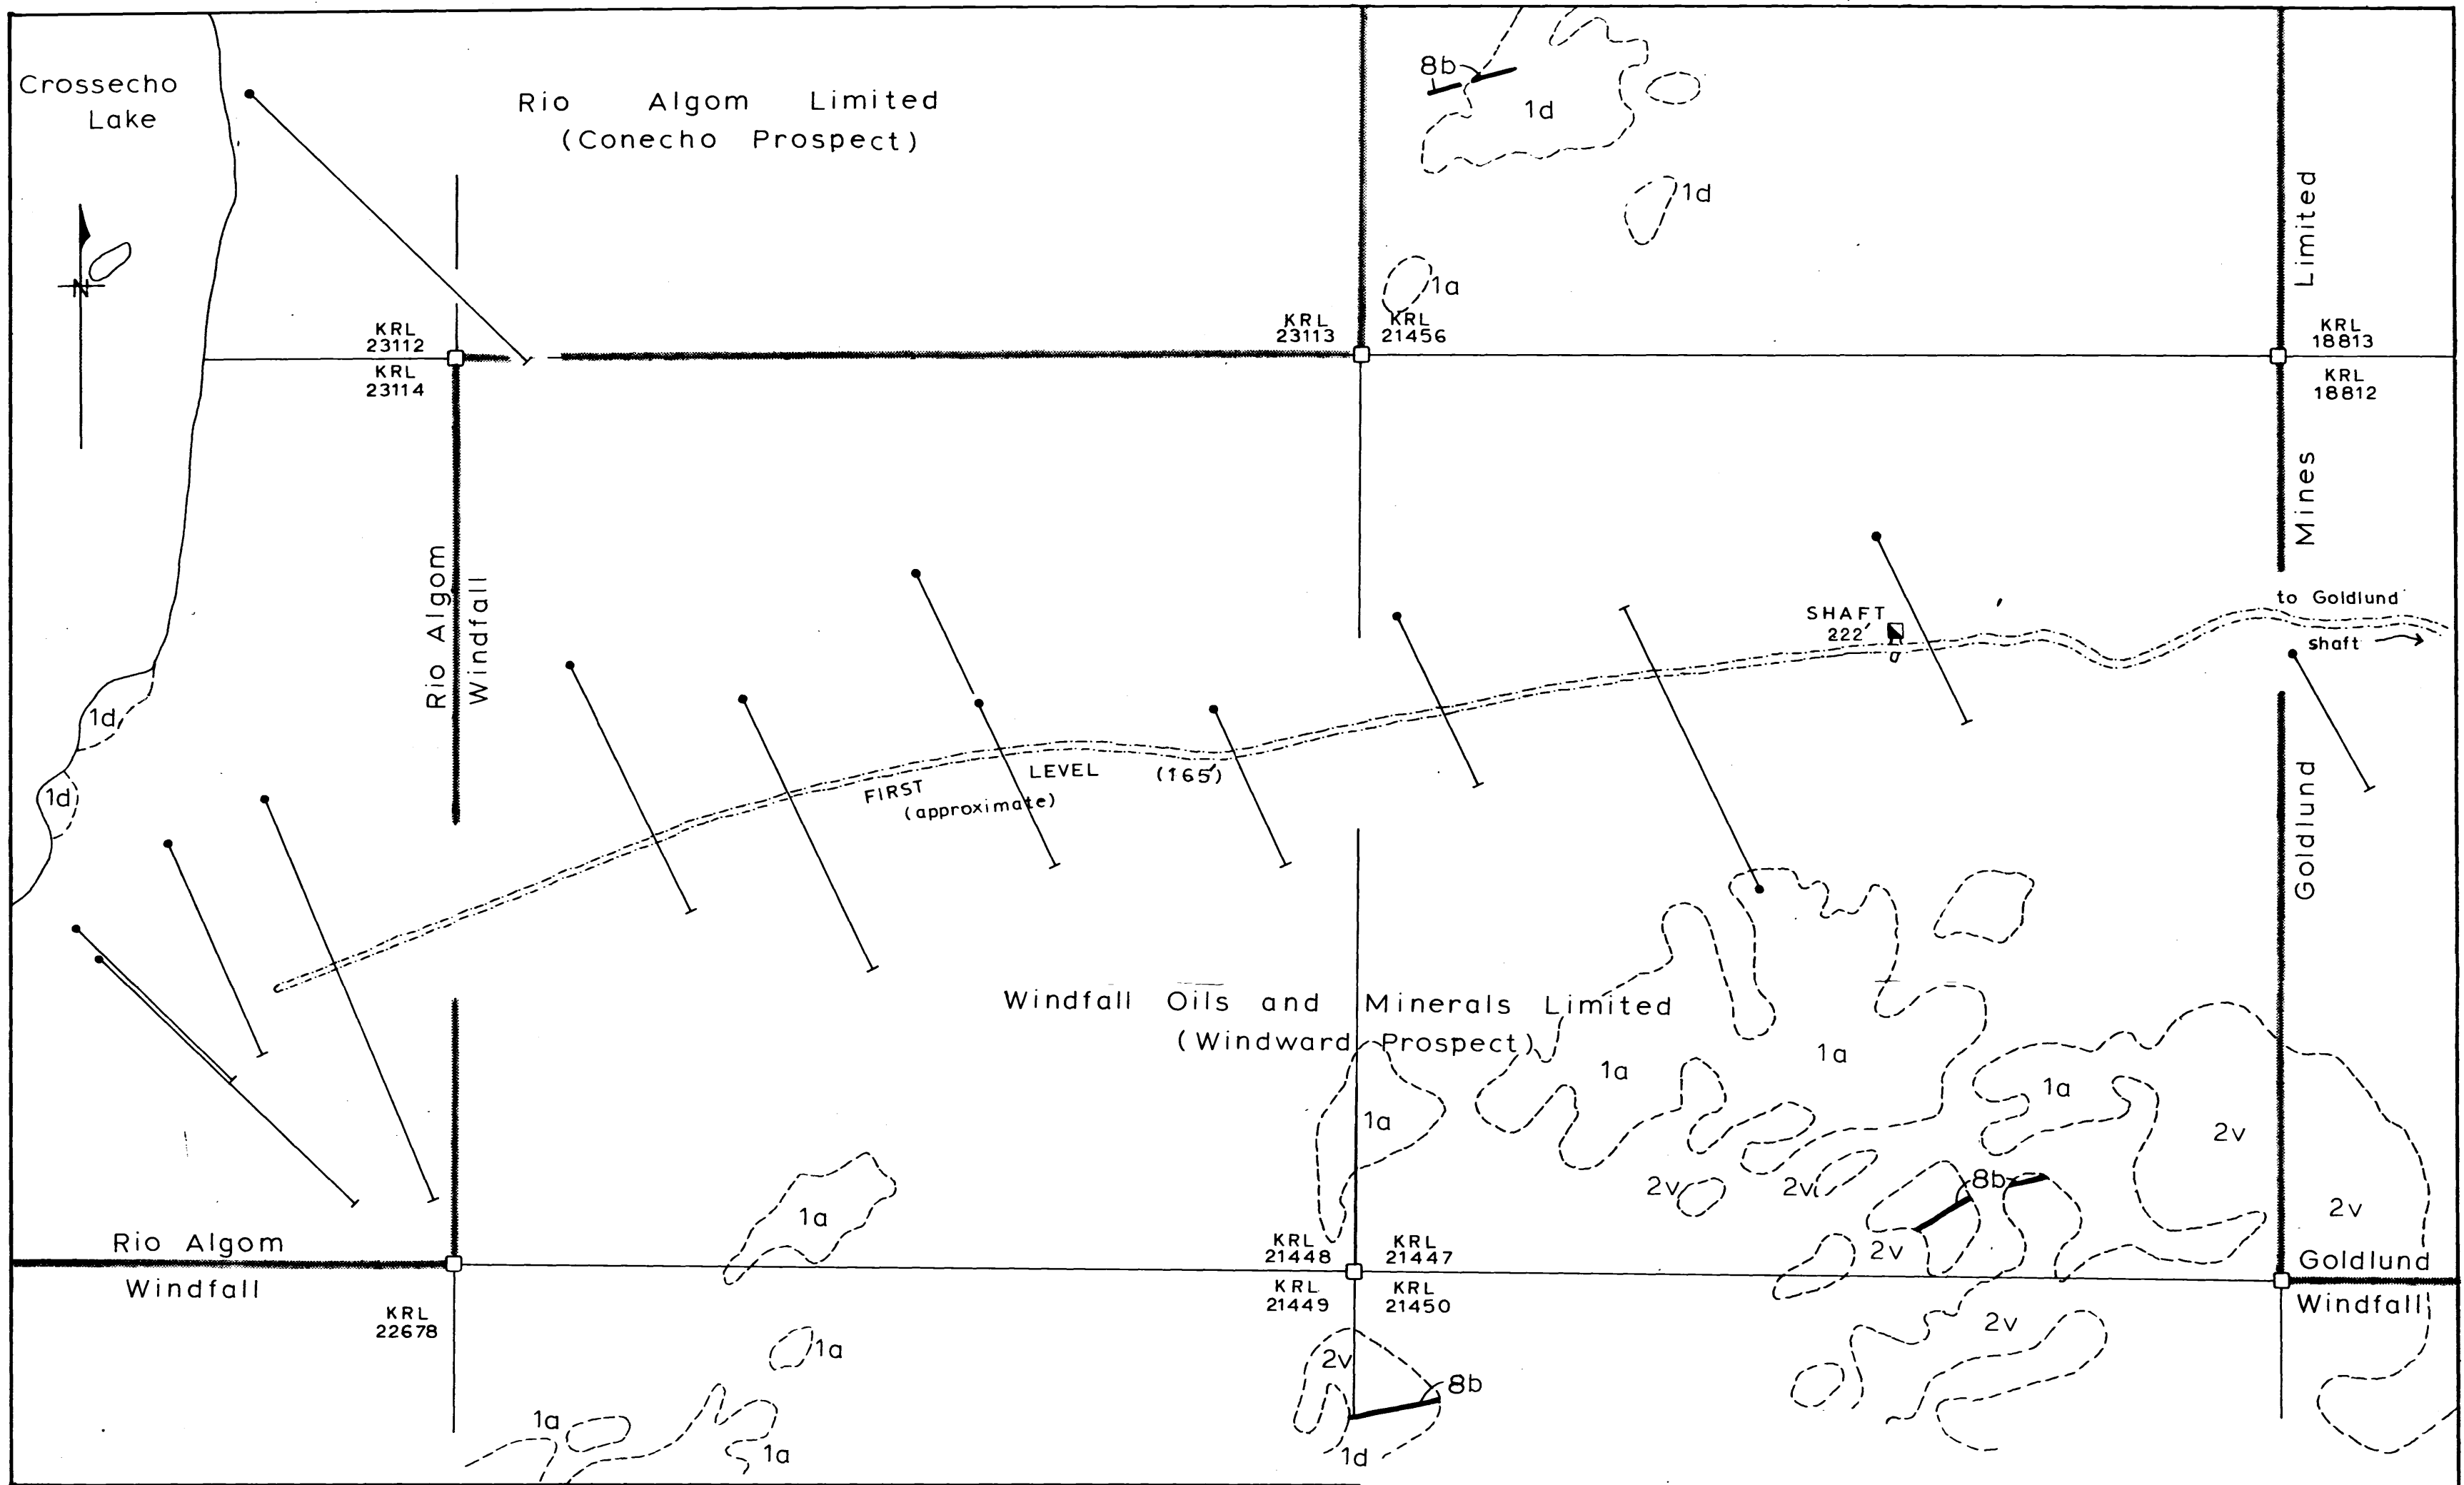 Crossecho
Lake
Rio Algom Limited
(Conecho Prospect)
8b
1d
1d
1a
N
Limited
KRL
23112
KRL
23114
KRL
23113
KRL
21456
KRL
18813
KRL
18812
Mines
Rio Algom
Windfall
SHAFT
222'
to Goldlund
shaft
1d
1d
FIRST LEVEL (165')
(approximate)
Goldlund
Windfall Oils and Minerals Limited
(Windward Prospect)
1a
1a
1a
1a
2v
2v
2v
8b
2v
2v
1a
Rio Algom
Windfall
KRL
21448
KRL
21447
KRL
21449
KRL
21450
Goldlund
Windfall
KRL
22678
2v
1a
2v
8b
1a
1a
1d